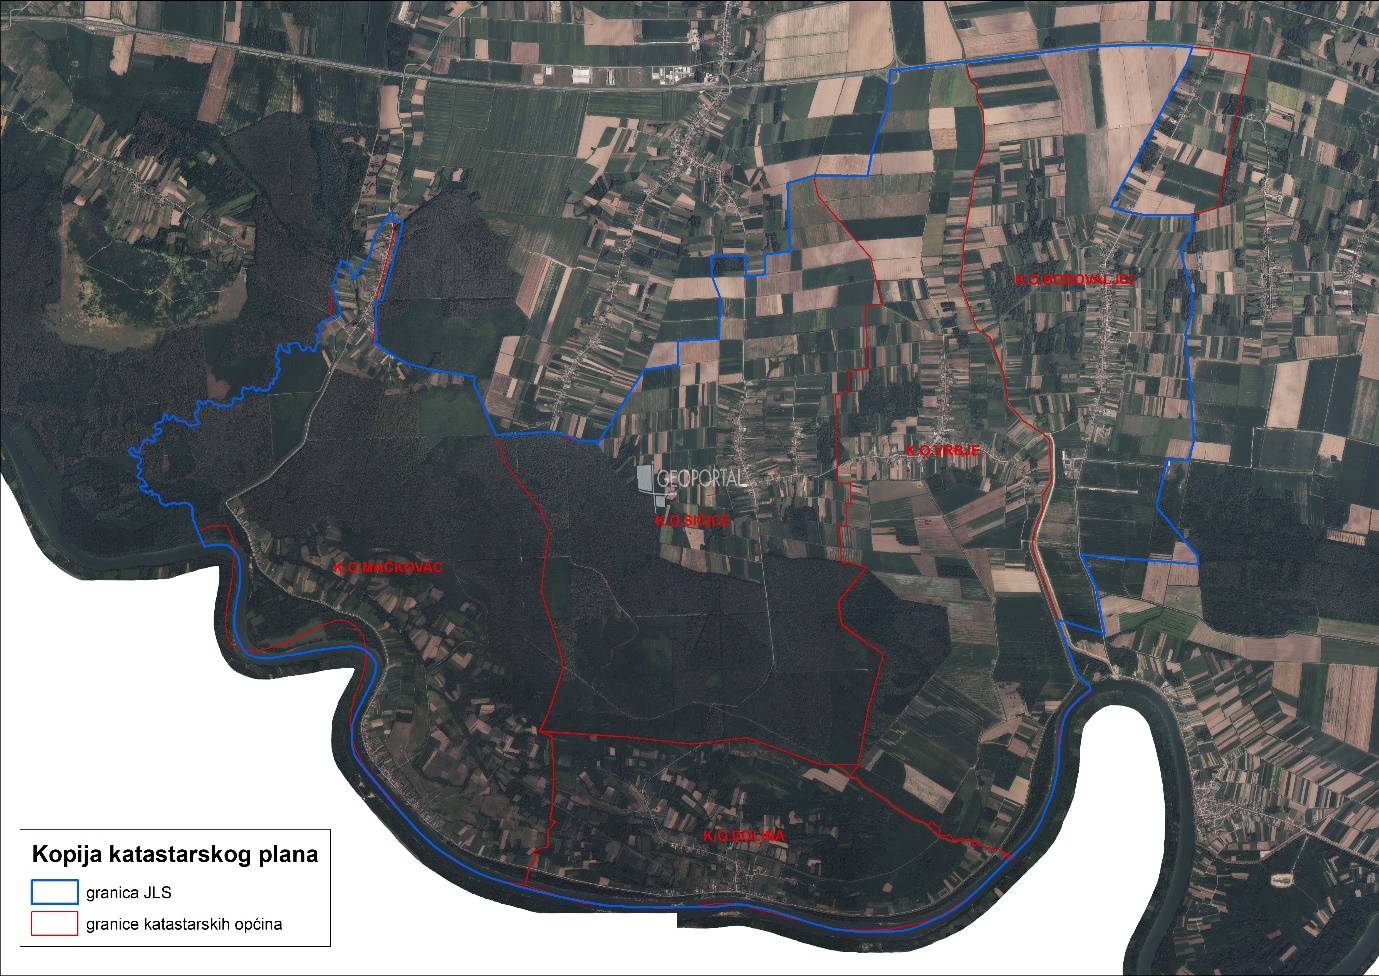 K.O.BODOVALJCI
K.O.VRBJE
GEOPORTAL
K.O.SIČICE
K.O.MAČKOVAC
K.O.DOLINA
Kopija katastarskog plana
granica JLS
granice katastarskih općina